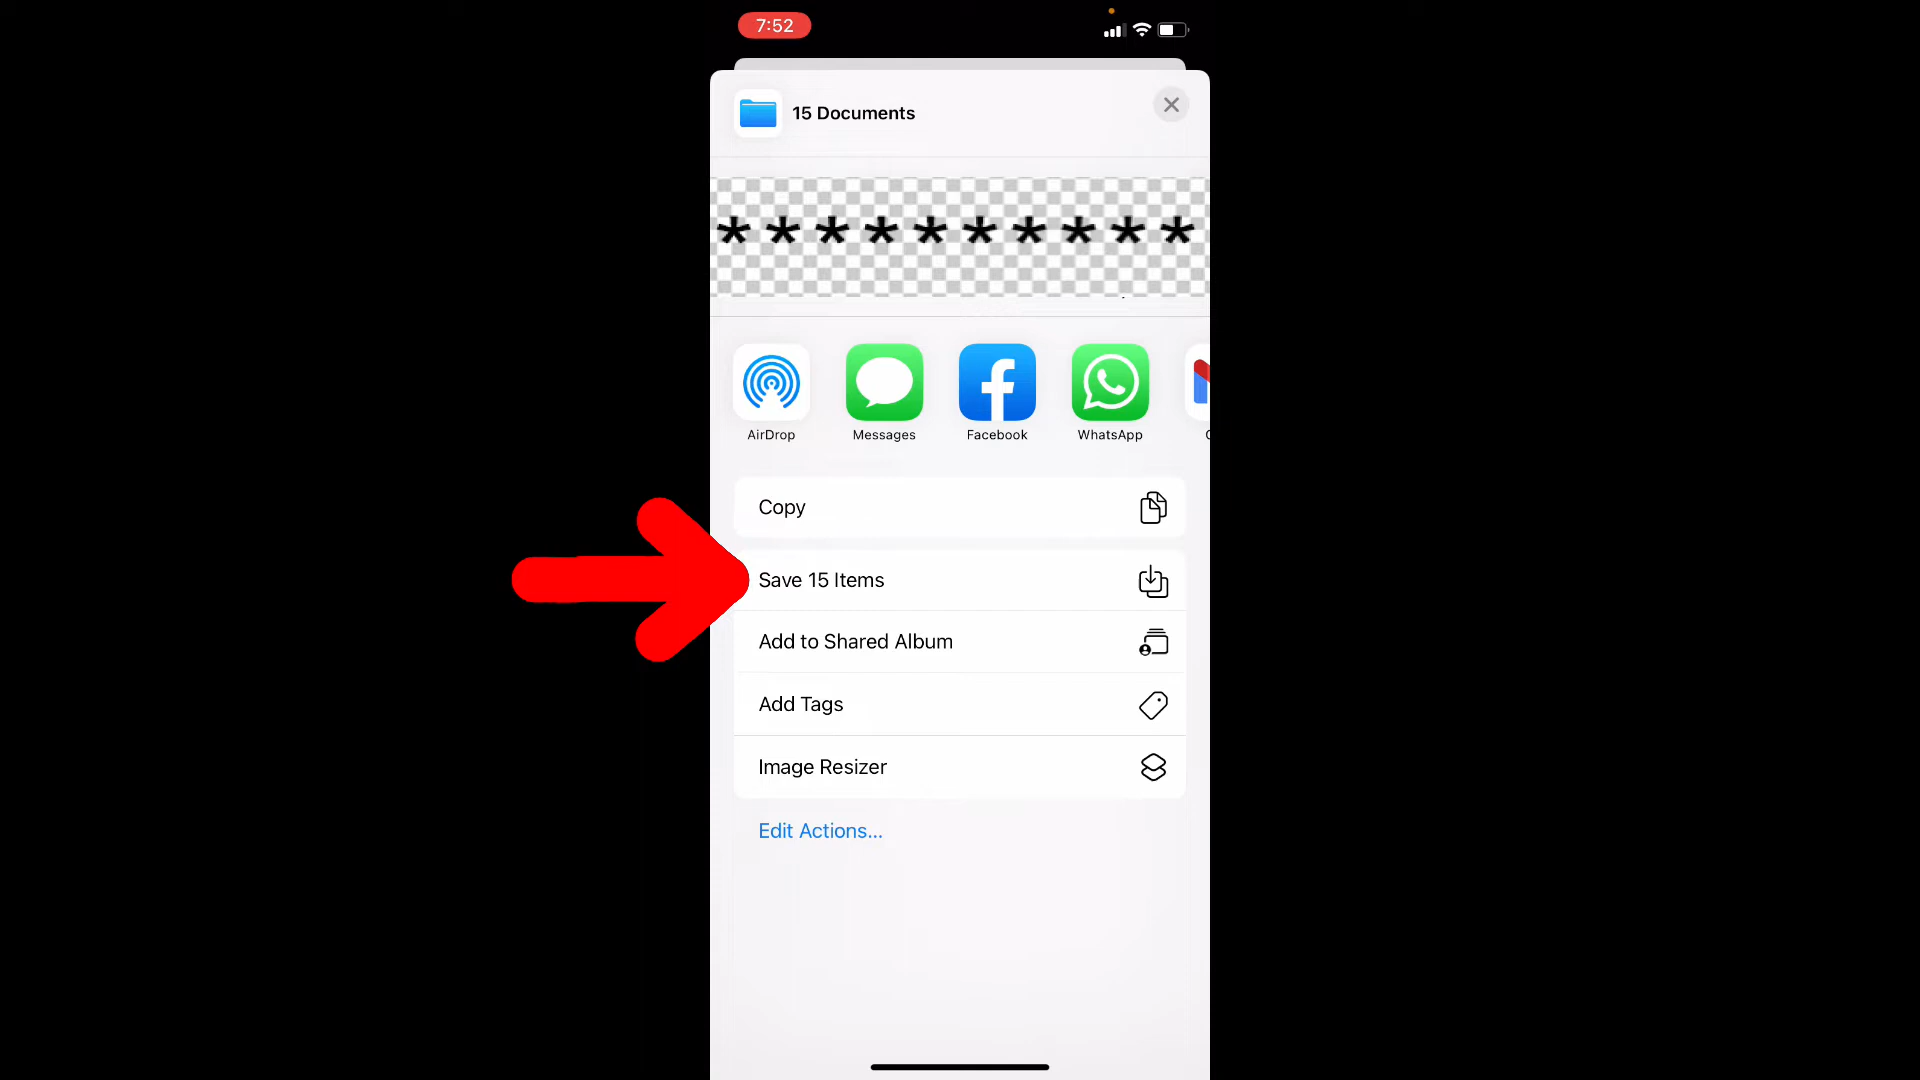 7:52
15 Documents
* * * * * * * * * *
AirDrop
Messages
Facebook
WhatsApp
Copy
Save 15 Items
Add to Shared Album
Add Tags
Image Resizer
Edit Actions...